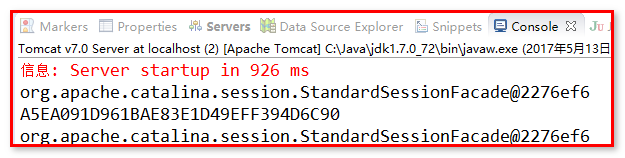 Markers Properties Servers Data Source Explorer Snippets Console Ju
Tomcat v7.0 Server at localhost (2) [Apache Tomcat] C:\Java\jdk1.7.0_72\bin\javaw.exe (2017年5月13日
信息: Server startup in 926 ms
org.apache.catalina.session.StandardSessionFacade@2276ef6
A5EA091D961BAE83E1D49EFF394D6C90
org.apache.catalina.session.StandardSessionFacade@2276ef6